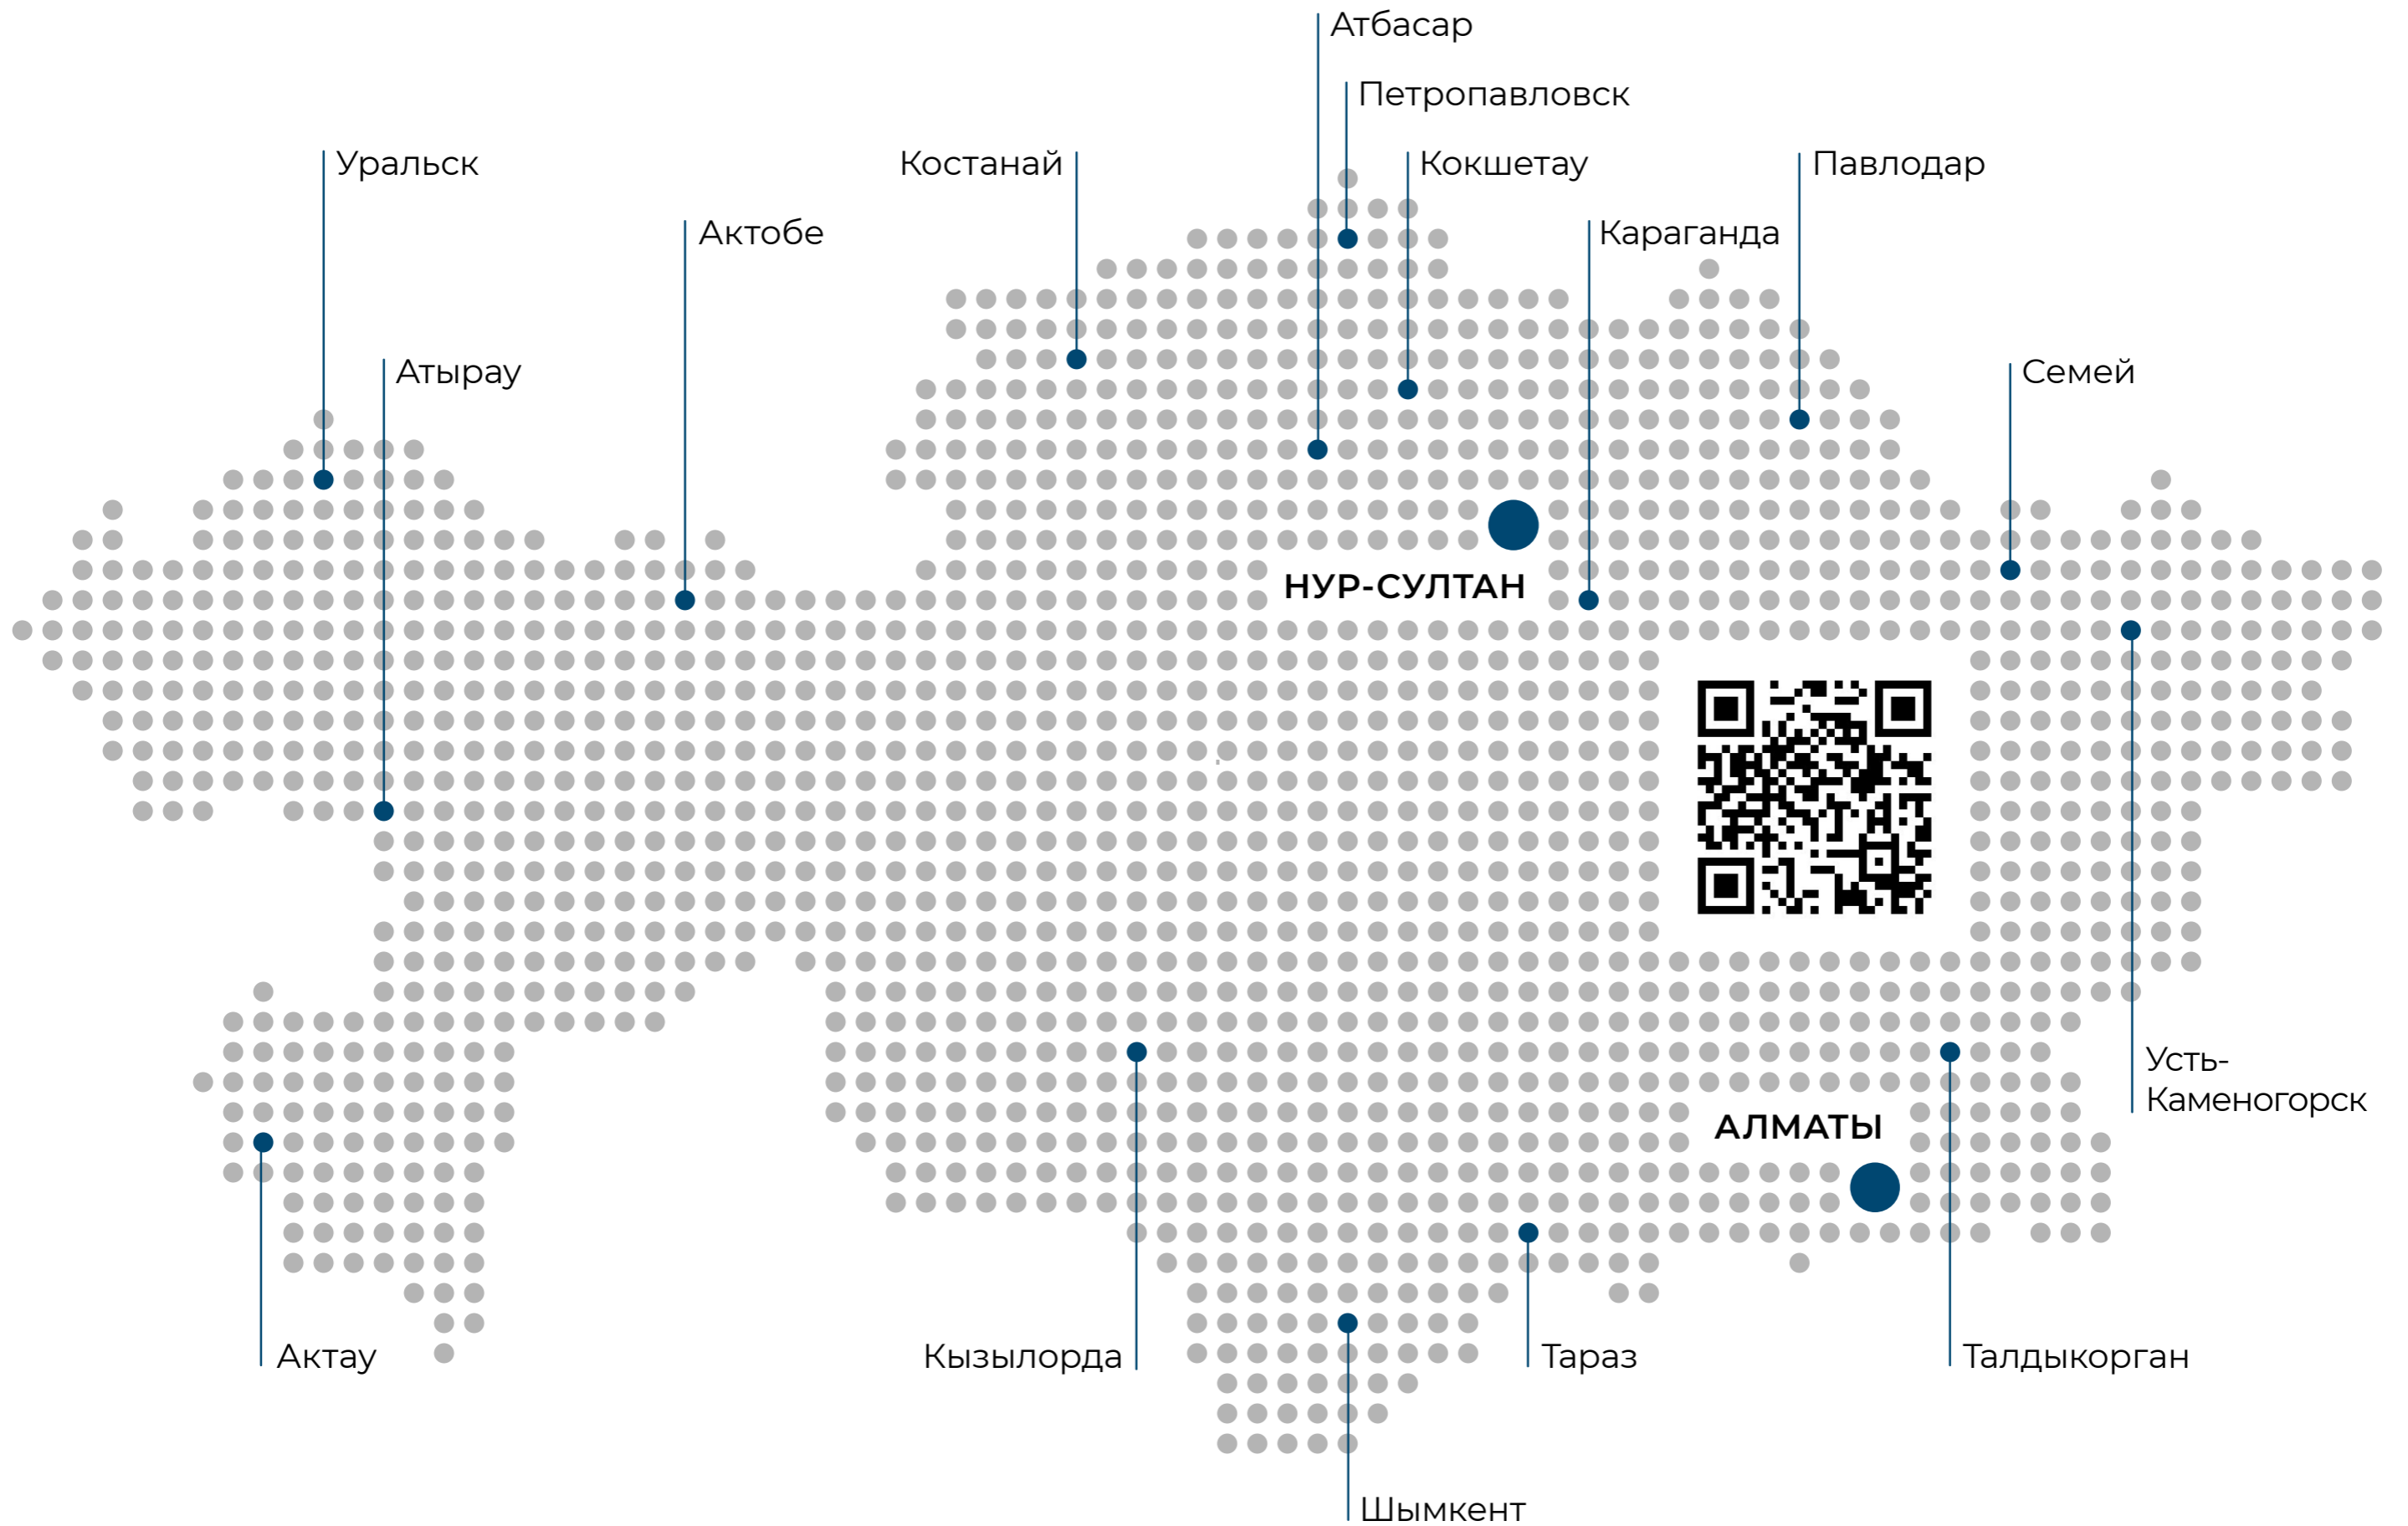 Атбасар
Петропавловск
Уральск
Костанай
Кокшетау
Павлодар
Актобе
Караганда
Атырау
Семей
НУР-СУЛТАН
Усть-
Каменогорск
АЛМАТЫ
Актау
Кызылорда
Тараз
Талдыкорган
Шымкент